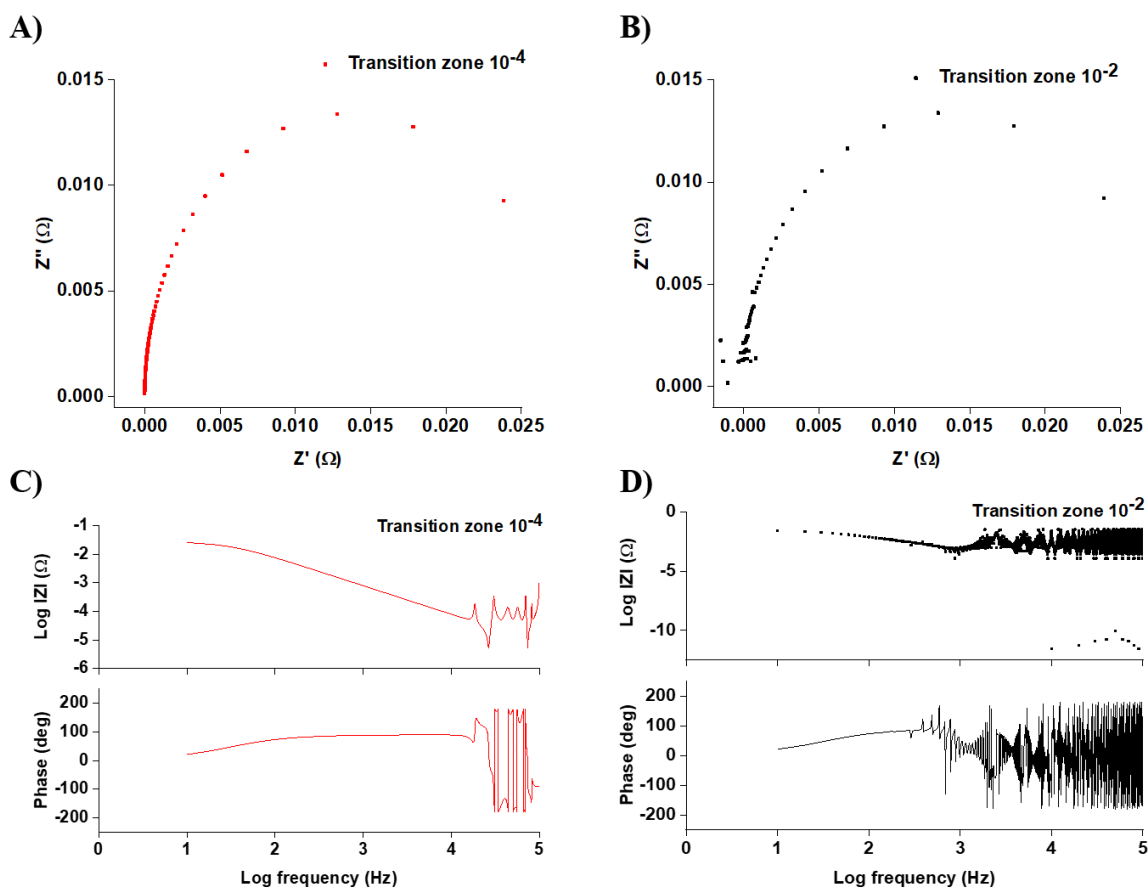 A)
Transition zone 10-4
0.015
0.010
0.005
0.000
Z'' (Ω)
0.000 0.005 0.010 0.015 0.020 0.025
Z' (Ω)
B)
Transition zone 10-2
0.015
0.010
0.005
0.000
Z'' (Ω)
0.000 0.005 0.010 0.015 0.020 0.025
Z' (Ω)
C)
Transition zone 10-4
-1
-2
-3
-4
-5
-6
Log IZI (Ω)
200
100
0
-100
-200
Phase (deg)
0 1 2 3 4 5
Log frequency (Hz)
D)
Transition zone 10-2
0
-5
-10
Log IZI (Ω)
200
100
0
-100
-200
Phase (deg)
0 1 2 3 4 5
Log frequency (Hz)